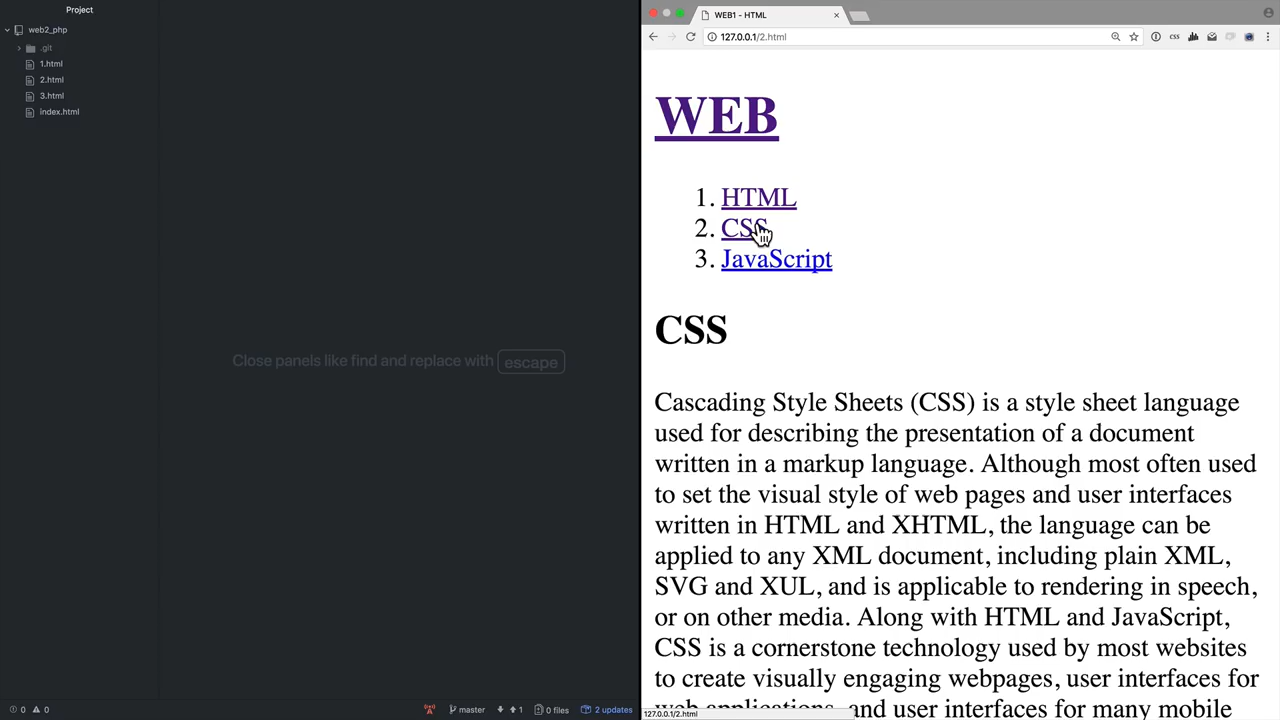 Project
web2_php
.git
1.html
2.html
3.html
index.html
Close panels like find and replace with escape
0 0
master
1
0 files
2 updates
WEB1 - HTML
127.0.0.1/2.html
CSS
WEB
1. HTML
2. CSS
3. JavaScript
CSS
Cascading Style Sheets (CSS) is a style sheet language
used for describing the presentation of a document
written in a markup language. Although most often used
to set the visual style of web pages and user interfaces
written in HTML and XHTML, the language can be
applied to any XML document, including plain XML,
SVG and XUL, and is applicable to rendering in speech,
or on other media. Along with HTML and JavaScript,
CSS is a cornerstone technology used by most websites
to create visually engaging webpages, user interfaces for
web applications, and user interfaces for many mobile
127.0.0.1/2.html